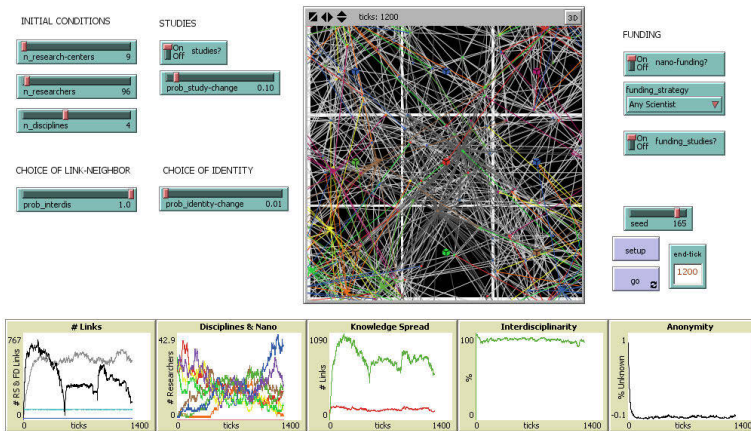 INITIAL CONDITIONS
n_research-centers 9
n_researchers 96
n_disciplines 4
STUDIES
On
Off
studies?
prob_study-change 0.10
CHOICE OF LINK-NEIGHBOR
prob_interdis 1.0
CHOICE OF IDENTITY
prob_identity-change 0.01
ticks: 1200
3D
FUNDING
On
Off
nano-funding?
funding_strategy
Any Scientist
On
Off
funding_studies?
seed 165
setup
go
end-tick
1200
# Links
767
# RS & FD Links
0
0
ticks
1400
Disciplines & Nano
42.9
# Researchers
0
0
ticks
1400
Knowledge Spread
1090
# Links
0
0
ticks
1400
Interdisciplinarity
100
%
0
0
ticks
1400
Anonymity
1
% Unknown
-0.1
0
ticks
1400